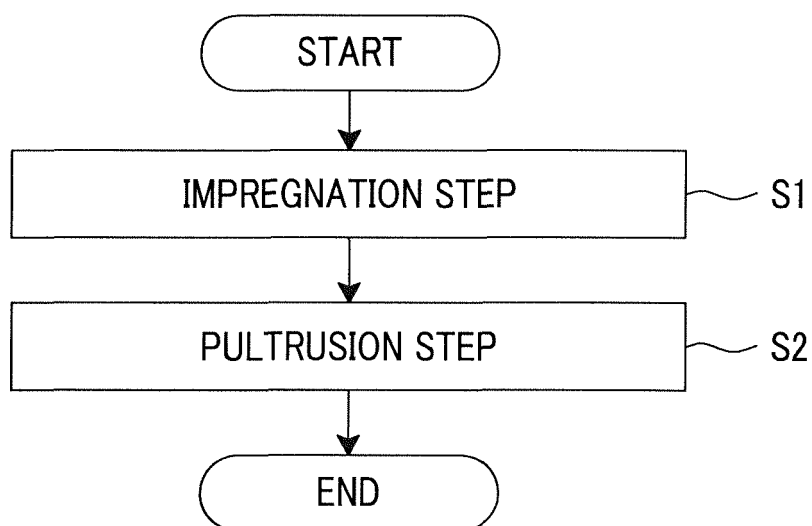 START
IMPREGNATION STEP
S1
PULTRUSION STEP
S2
END